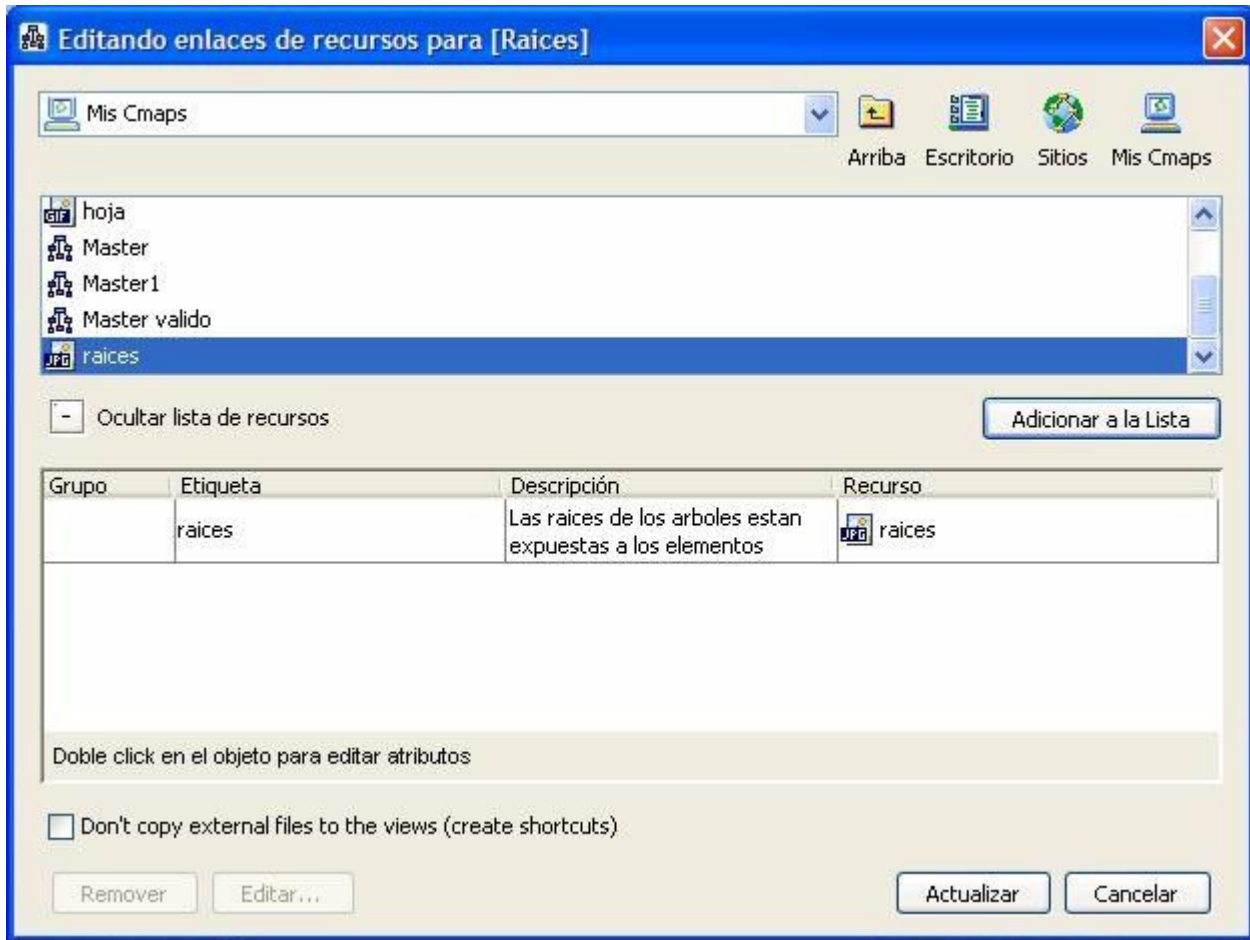 Editando enlaces de recursos para [Raices]
Mis Cmaps
Arriba Escritorio Sitios Mis Cmaps
GIF hoja
Master
Master1
Master valido
JPG raices
- Ocultar lista de recursos
Adicionar a la Lista
Grupo Etiqueta Descripción Recurso
raices Las raices de los arboles estan expuestas a los elementos JPG raices
Doble click en el objeto para editar atributos
Don't copy external files to the views (create shortcuts)
Remover Editar... Actualizar Cancelar